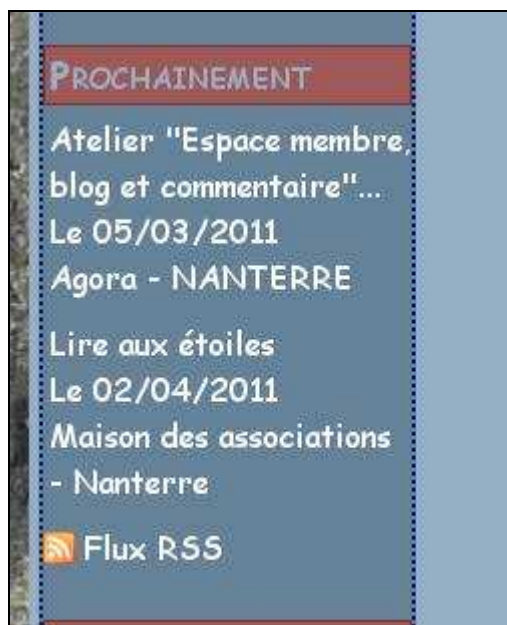 PROCHAINEMENT
Atelier "Espace membre,
blog et commentaire"...
Le 05/03/2011
Agora - NANTERRE
Lire aux étoiles
Le 02/04/2011
Maison des associations
- Nanterre
Flux RSS